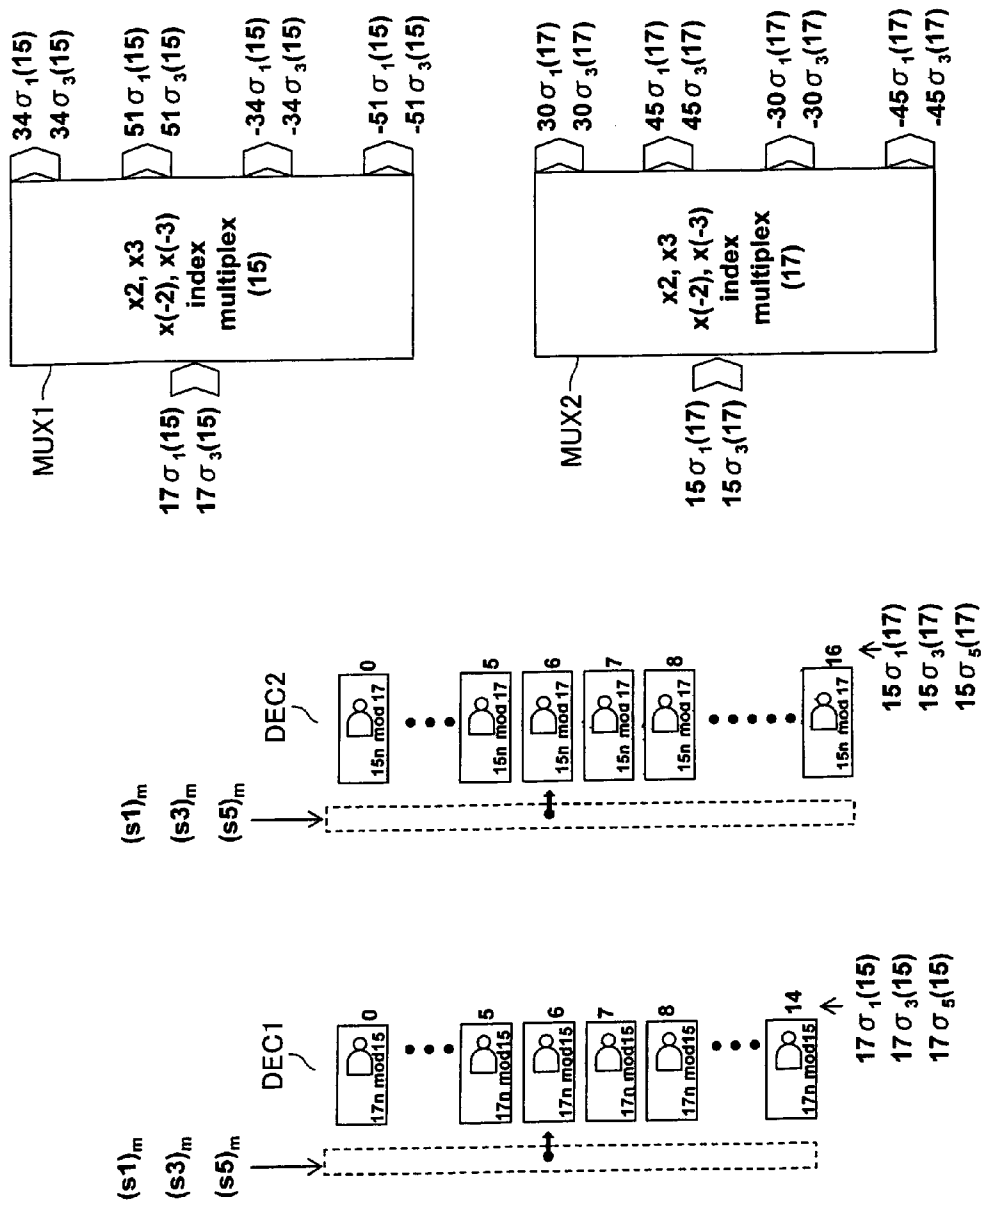 (s1)m
(s3)m
(s5)m
DEC1
17n mod15
0
17n mod15
5
17n mod15
6
17n mod15
7
17n mod15
8
17n mod15
14
17σ1(15)
17σ3(15)
17σ5(15)
(s1)m
(s3)m
(s5)m
DEC2
15n mod 17
0
15n mod 17
5
15n mod 17
6
15n mod 17
7
15n mod 17
8
15n mod 17
16
15σ1(17)
15σ3(17)
15σ5(17)
MUX1
17σ1(15)
17σ3(15)
x2, x3
x(-2), x(-3)
index
multiplex
(15)
34σ1(15)
34σ3(15)
51σ1(15)
51σ3(15)
-34σ1(15)
-34σ3(15)
-51σ1(15)
-51σ3(15)
MUX2
15σ1(17)
15σ3(17)
x2, x3
x(-2), x(-3)
index
multiplex
(17)
30σ1(17)
30σ3(17)
45σ1(17)
45σ3(17)
-30σ1(17)
-30σ3(17)
-45σ1(17)
-45σ3(17)